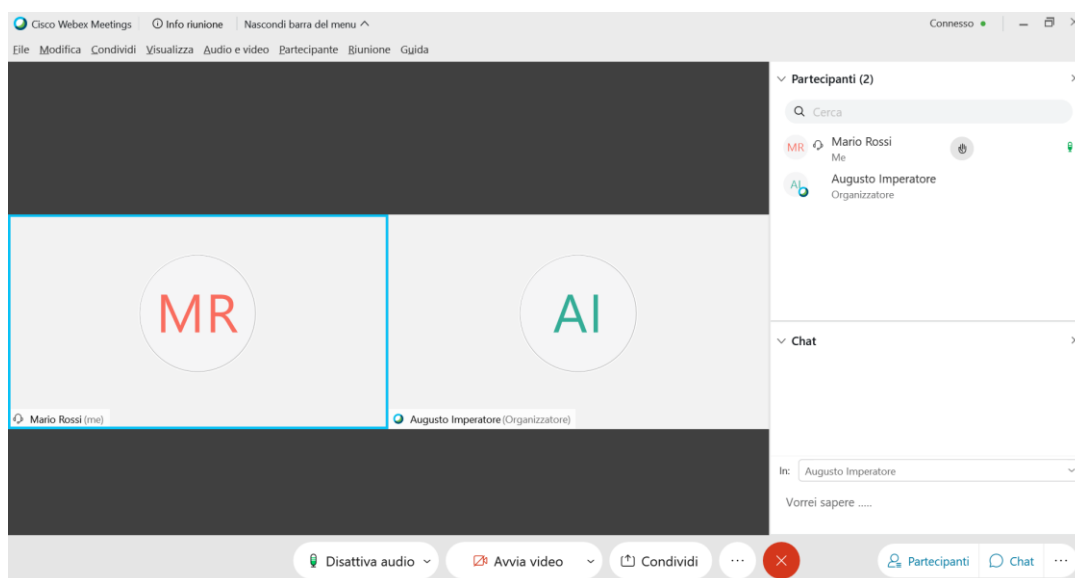 Cisco Webex Meetings Info riunione Nascondi barra del menu Connesso
File Modifica Condividi Visualizza Audio e video Partecipante Riunione Guida
Partecipanti (2)
Cerca
MR Mario Rossi
Me
AI Augusto Imperatore
Organizzatore
MR
AI
Mario Rossi (me)
Augusto Imperatore (Organizzatore)
Chat
In: Augusto Imperatore
Vorrei sapere .....
Disattiva audio Avvia video Condividi ... Partecipanti Chat ...